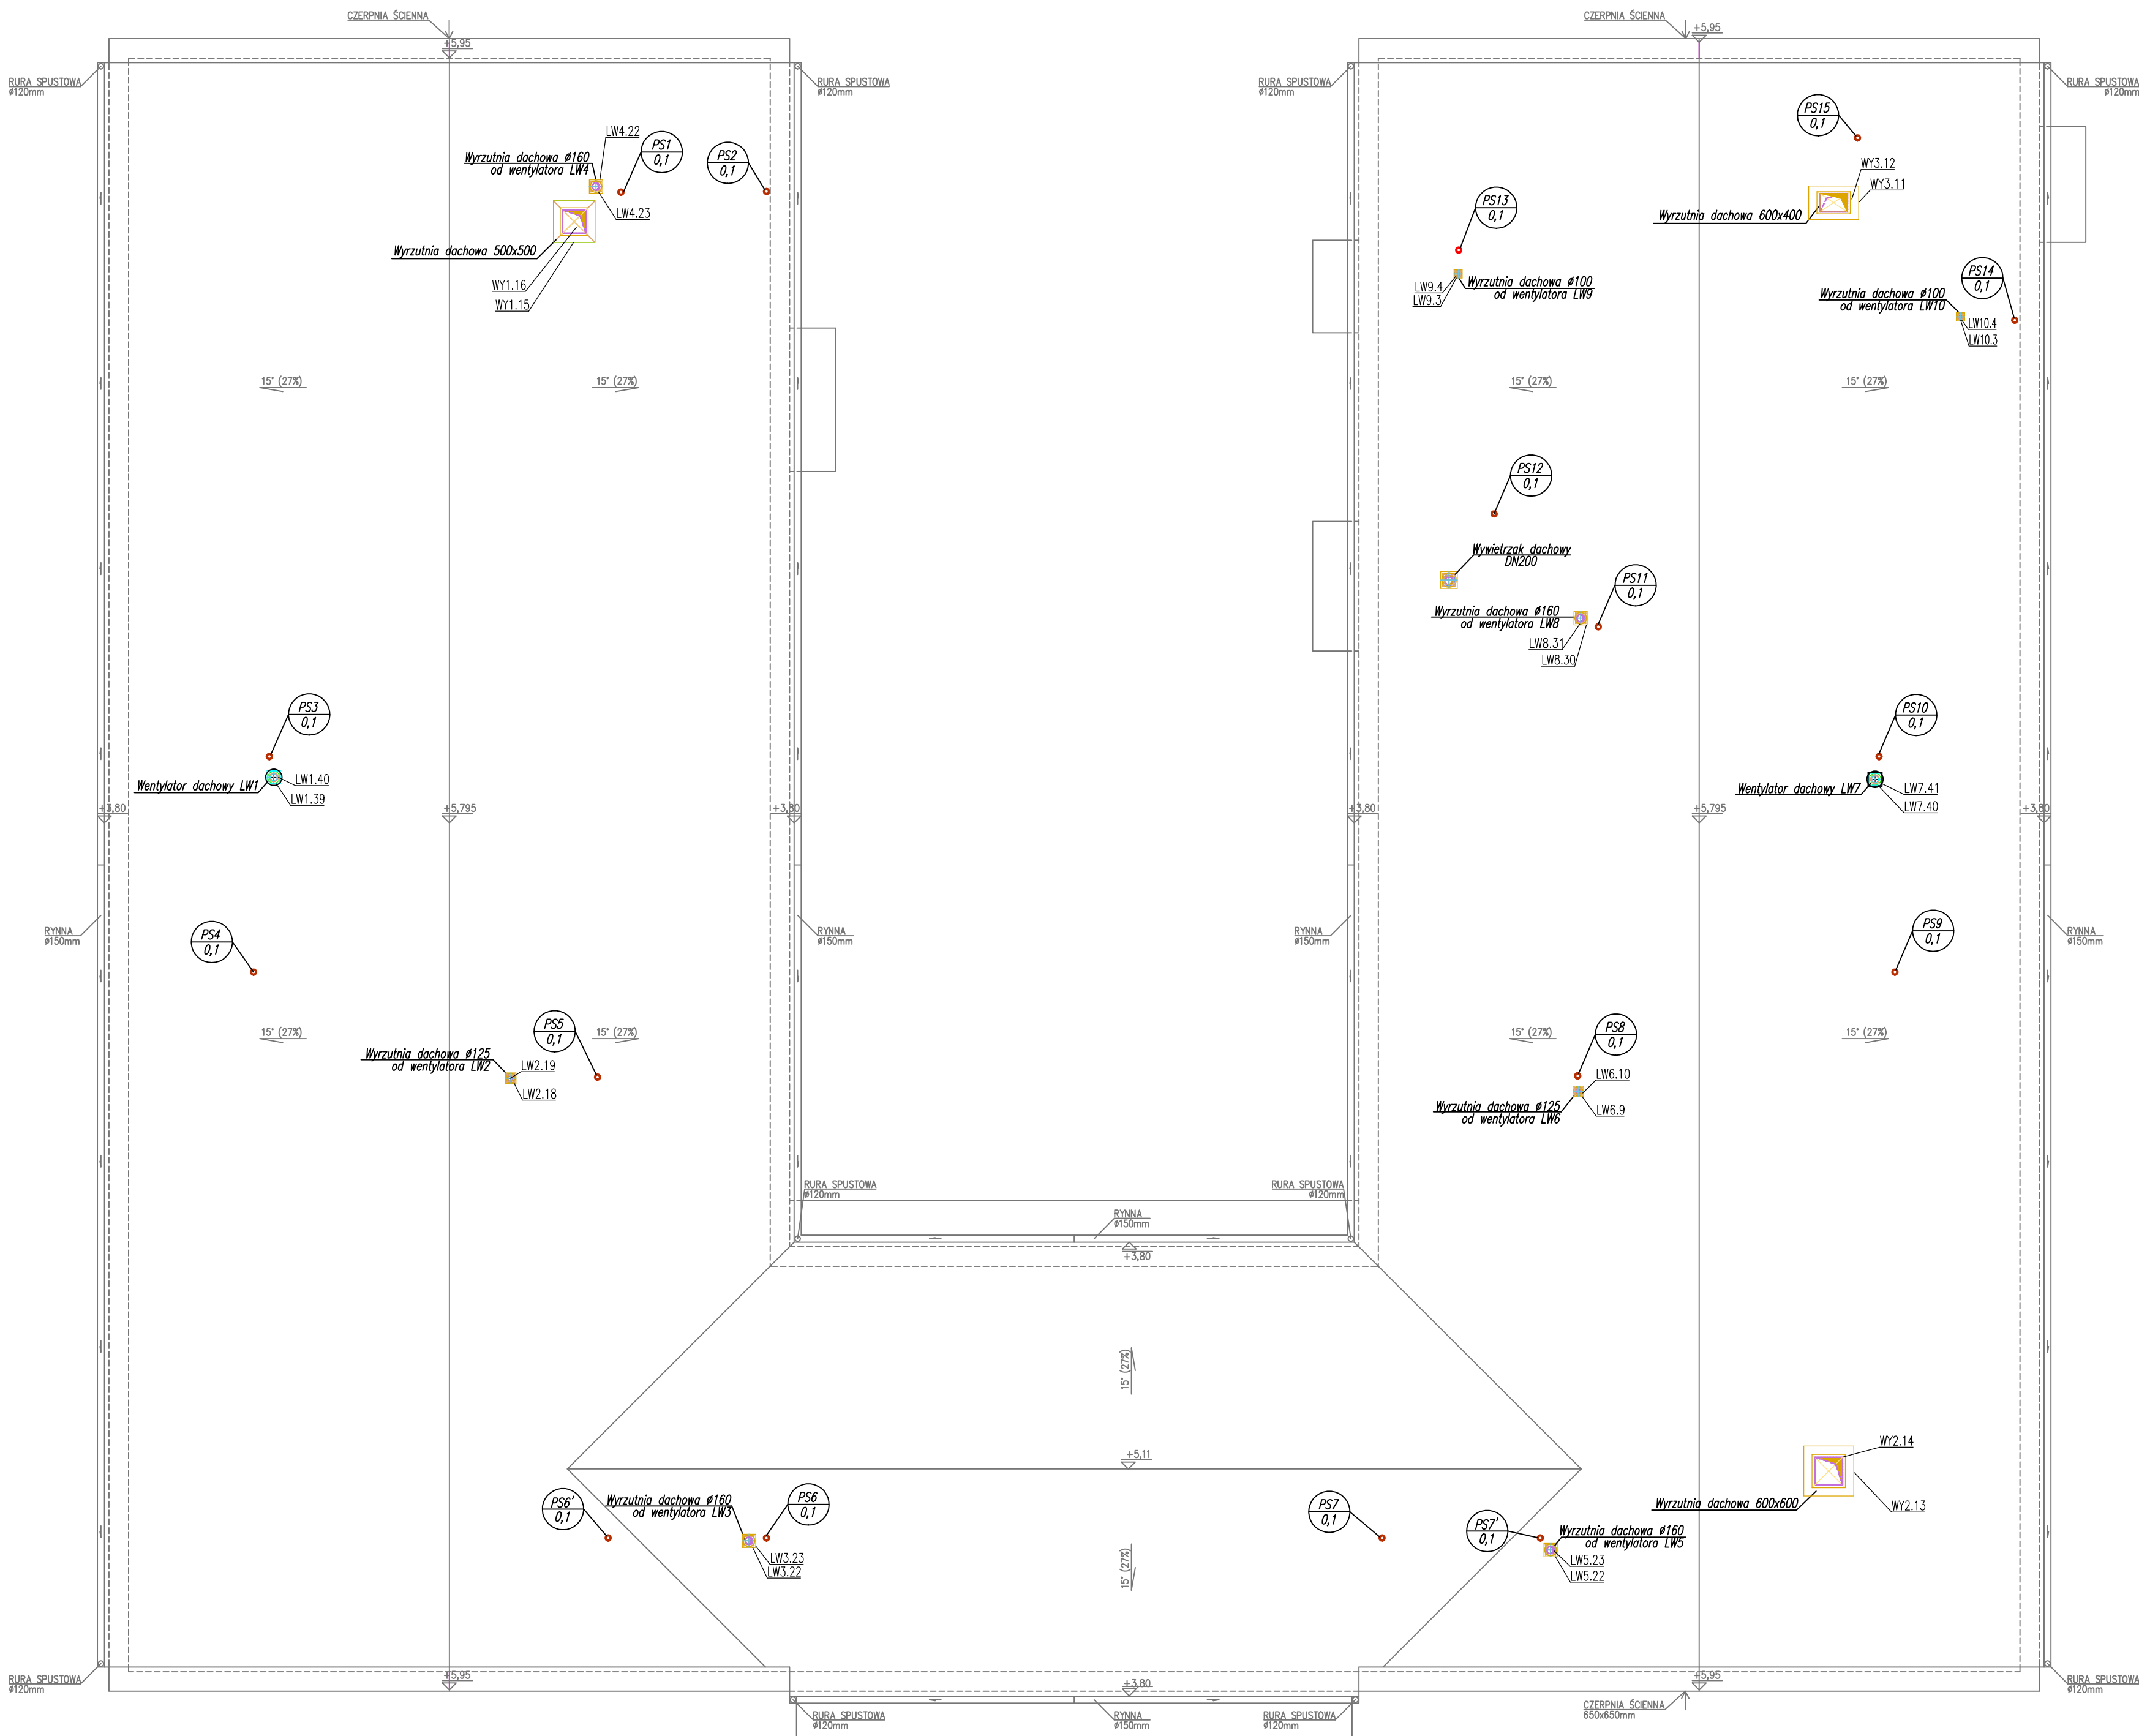 CZERPNIA ŚCIENNA
+5,95
CZERPNIA ŚCIENNA
+5,95
RURA SPUSTOWA
ø120mm
RURA SPUSTOWA
ø120mm
RURA SPUSTOWA
ø120mm
RURA SPUSTOWA
ø120mm
LW4.22
Wyrzutnia dachowa ø160
od wentylatora LW4
PS1
0,1
PS2
0,1
LW4.23
Wyrzutnia dachowa 500x500
WY1.16
WY1.15
PS15
0,1
WY3.12
WY3.11
Wyrzutnia dachowa 600x400
PS13
0,1
LW9.4
LW9.3
Wyrzutnia dachowa ø100
od wentylatora LW9
PS14
0,1
Wyrzutnia dachowa ø100
od wentylatora LW10
LW10.4
LW10.3
15° (27%)
15° (27%)
15° (27%)
15° (27%)
PS12
0,1
Wywietrzak dachowy
DN200
PS11
0,1
Wyrzutnia dachowa ø160
od wentylatora LW8
LW8.31
LW8.30
PS3
0,1
Wentylator dachowy LW1
LW1.40
LW1.39
PS10
0,1
Wentylator dachowy LW7
LW7.41
LW7.40
+3,80
+5,795
+3,80
+3,80
+5,795
+3,80
RYNNA
ø150mm
RYNNA
ø150mm
RYNNA
ø150mm
RYNNA
ø150mm
PS4
0,1
PS9
0,1
15° (27%)
15° (27%)
15° (27%)
15° (27%)
PS5
0,1
Wyrzutnia dachowa ø125
od wentylatora LW2
LW2.19
LW2.18
PS8
0,1
LW6.10
LW6.9
Wyrzutnia dachowa ø125
od wentylatora LW6
RURA SPUSTOWA
ø120mm
RURA SPUSTOWA
ø120mm
RYNNA
ø150mm
+3,80
15° (27%)
+5,11
PS6'
0,1
Wyrzutnia dachowa ø160
od wentylatora LW3
PS6
0,1
LW3.23
LW3.22
PS7
0,1
PS7'
0,1
Wyrzutnia dachowa ø160
od wentylatora LW5
LW5.23
LW5.22
WY2.14
WY2.13
Wyrzutnia dachowa 600x600
15° (27%)
RURA SPUSTOWA
ø120mm
+5,95
+3,80
+5,95
RURA SPUSTOWA
ø120mm
RURA SPUSTOWA
ø120mm
RYNNA
ø150mm
RURA SPUSTOWA
ø120mm
CZERPNIA ŚCIENNA
650x650mm